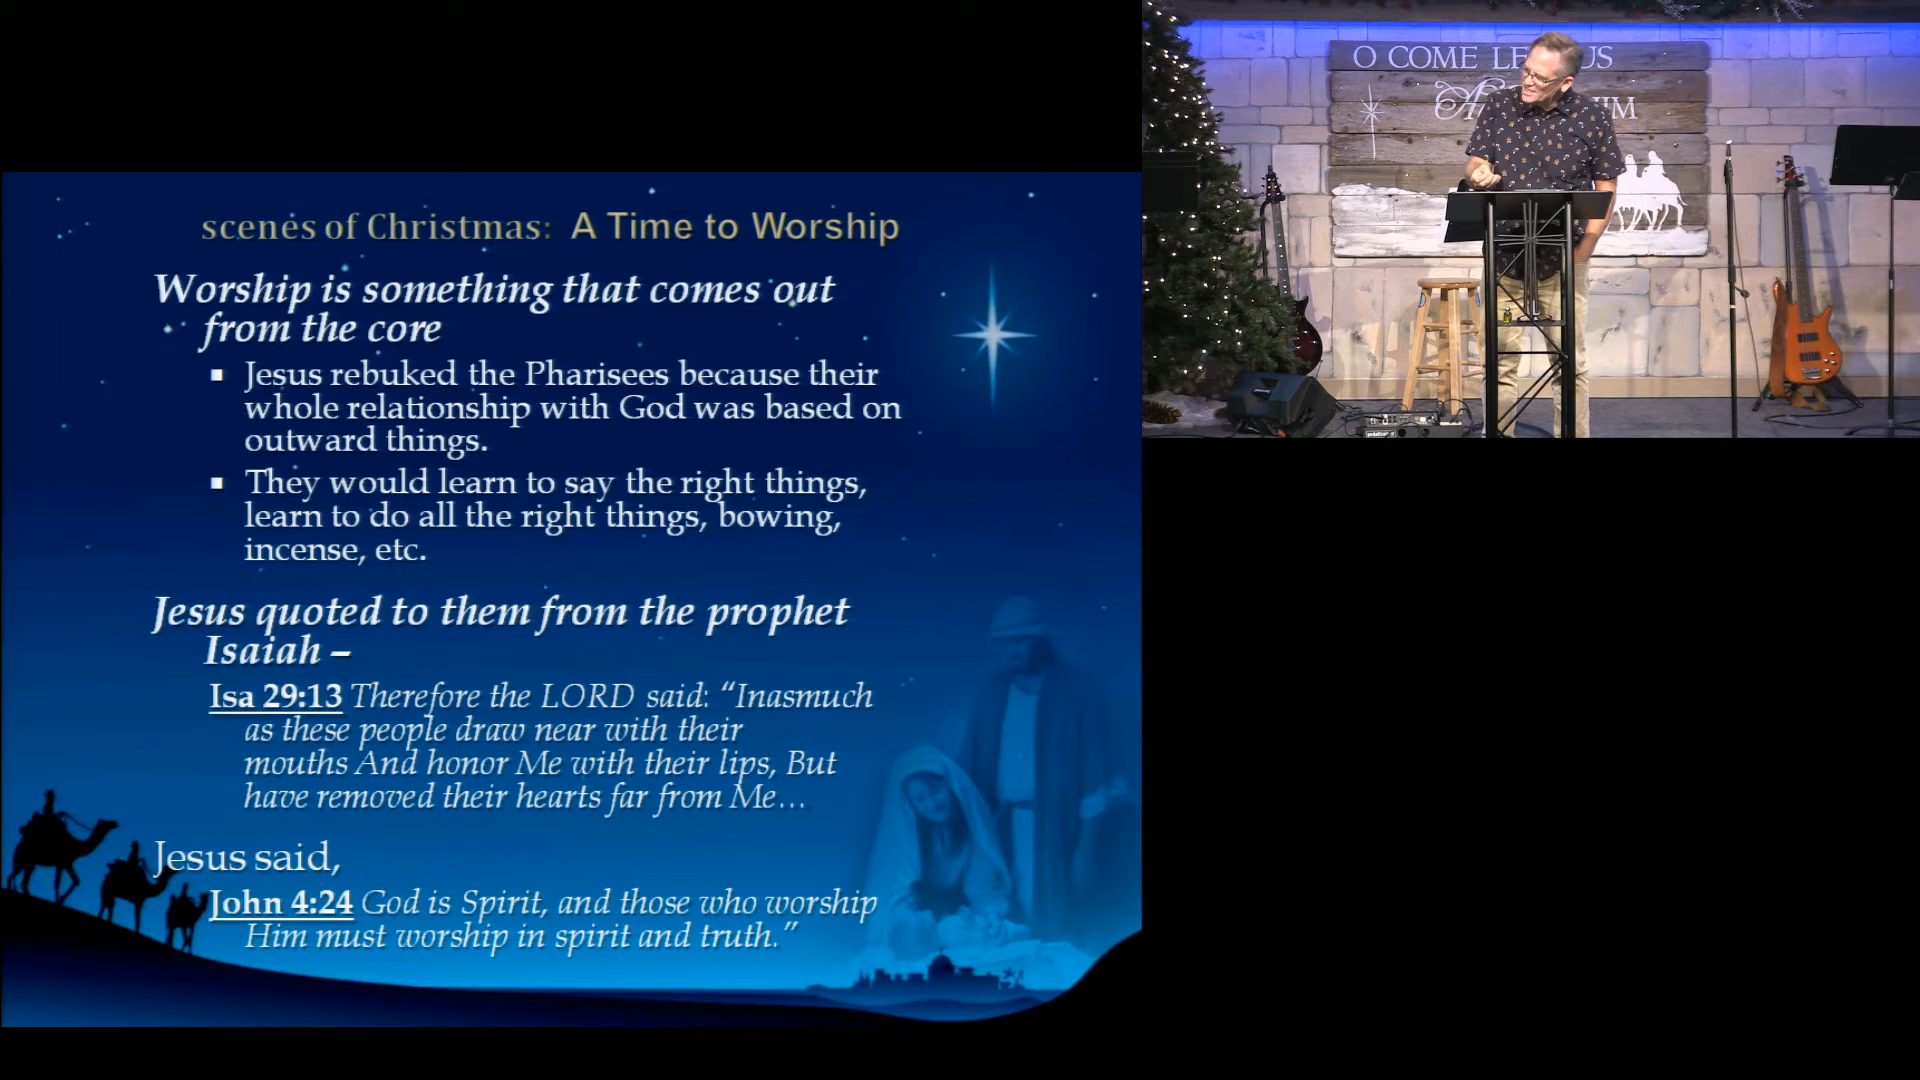 scenes of Christmas: A Time to Worship
Worship is something that comes out
from the core
▪ Jesus rebuked the Pharisees because their
whole relationship with God was based on
outward things.
▪ They would learn to say the right things,
learn to do all the right things, bowing,
incense, etc.
Jesus quoted to them from the prophet
Isaiah –
Isa 29:13 Therefore the LORD said: “Inasmuch
as these people draw near with their
mouths And honor Me with their lips, But
have removed their hearts far from Me…
Jesus said,
John 4:24 God is Spirit, and those who worship
Him must worship in spirit and truth.”
O COME LE US
HIM